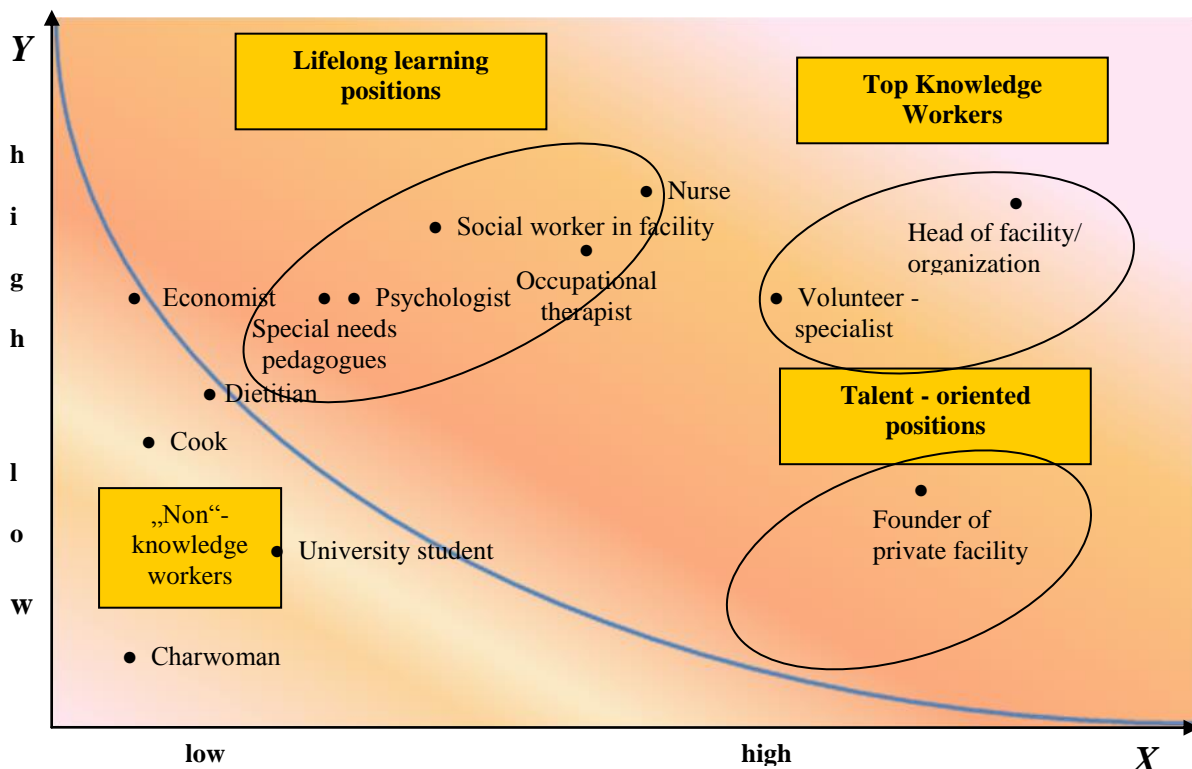 Y
high
low
Lifelong learning
positions
Top Knowledge
Workers
Nurse
Social worker in facility
Head of facility/
organization
Occupational
therapist
Economist
Psychologist
Volunteer -
specialist
Special needs
pedagogues
Dietitian
Talent - oriented
positions
Cook
„Non“-
knowledge
workers
University student
Founder of
private facility
Charwoman
low
high
X